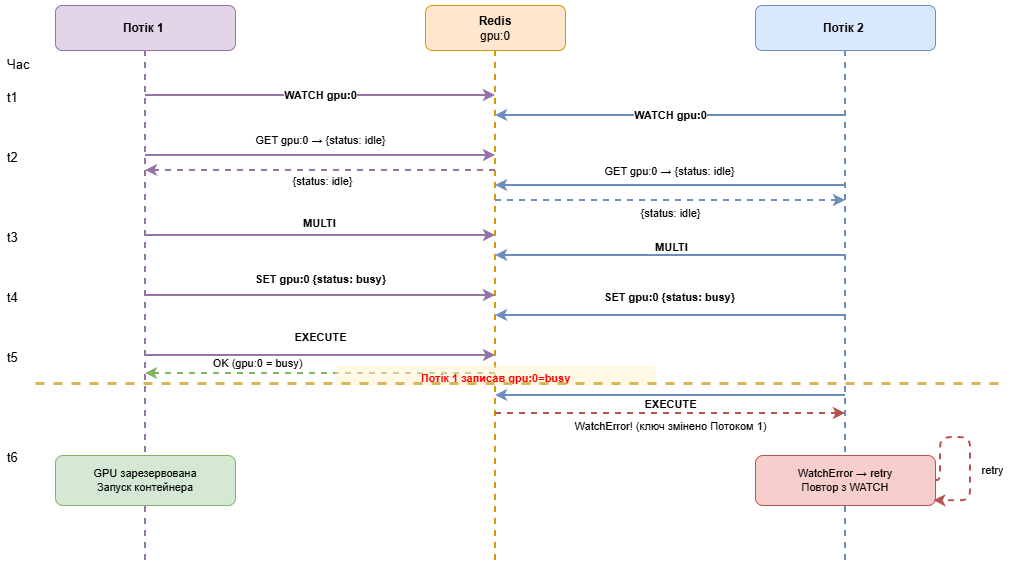 Потік 1
Redis
gpu:0
Потік 2
Час
t1
WATCH gpu:0
WATCH gpu:0
t2
GET gpu:0 → {status: idle}
{status: idle}
GET gpu:0 → {status: idle}
{status: idle}
t3
MULTI
MULTI
t4
SET gpu:0 {status: busy}
SET gpu:0 {status: busy}
t5
EXECUTE
OK (gpu:0 = busy)
Потік 1 записав gpu:0=busy
EXECUTE
WatchError! (ключ змінено Потоком 1)
t6
GPU зарезервована
Запуск контейнера
WatchError → retry
Повтор з WATCH
retry